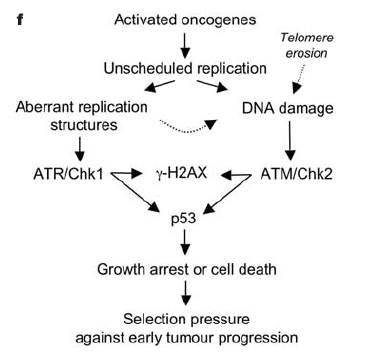 f
Activated oncogenes
Telomere
erosion
Unscheduled replication
Aberrant replication
structures
DNA damage
ATR/Chk1
γ-H2AX
ATM/Chk2
p53
Growth arrest or cell death
Selection pressure
against early tumour progression